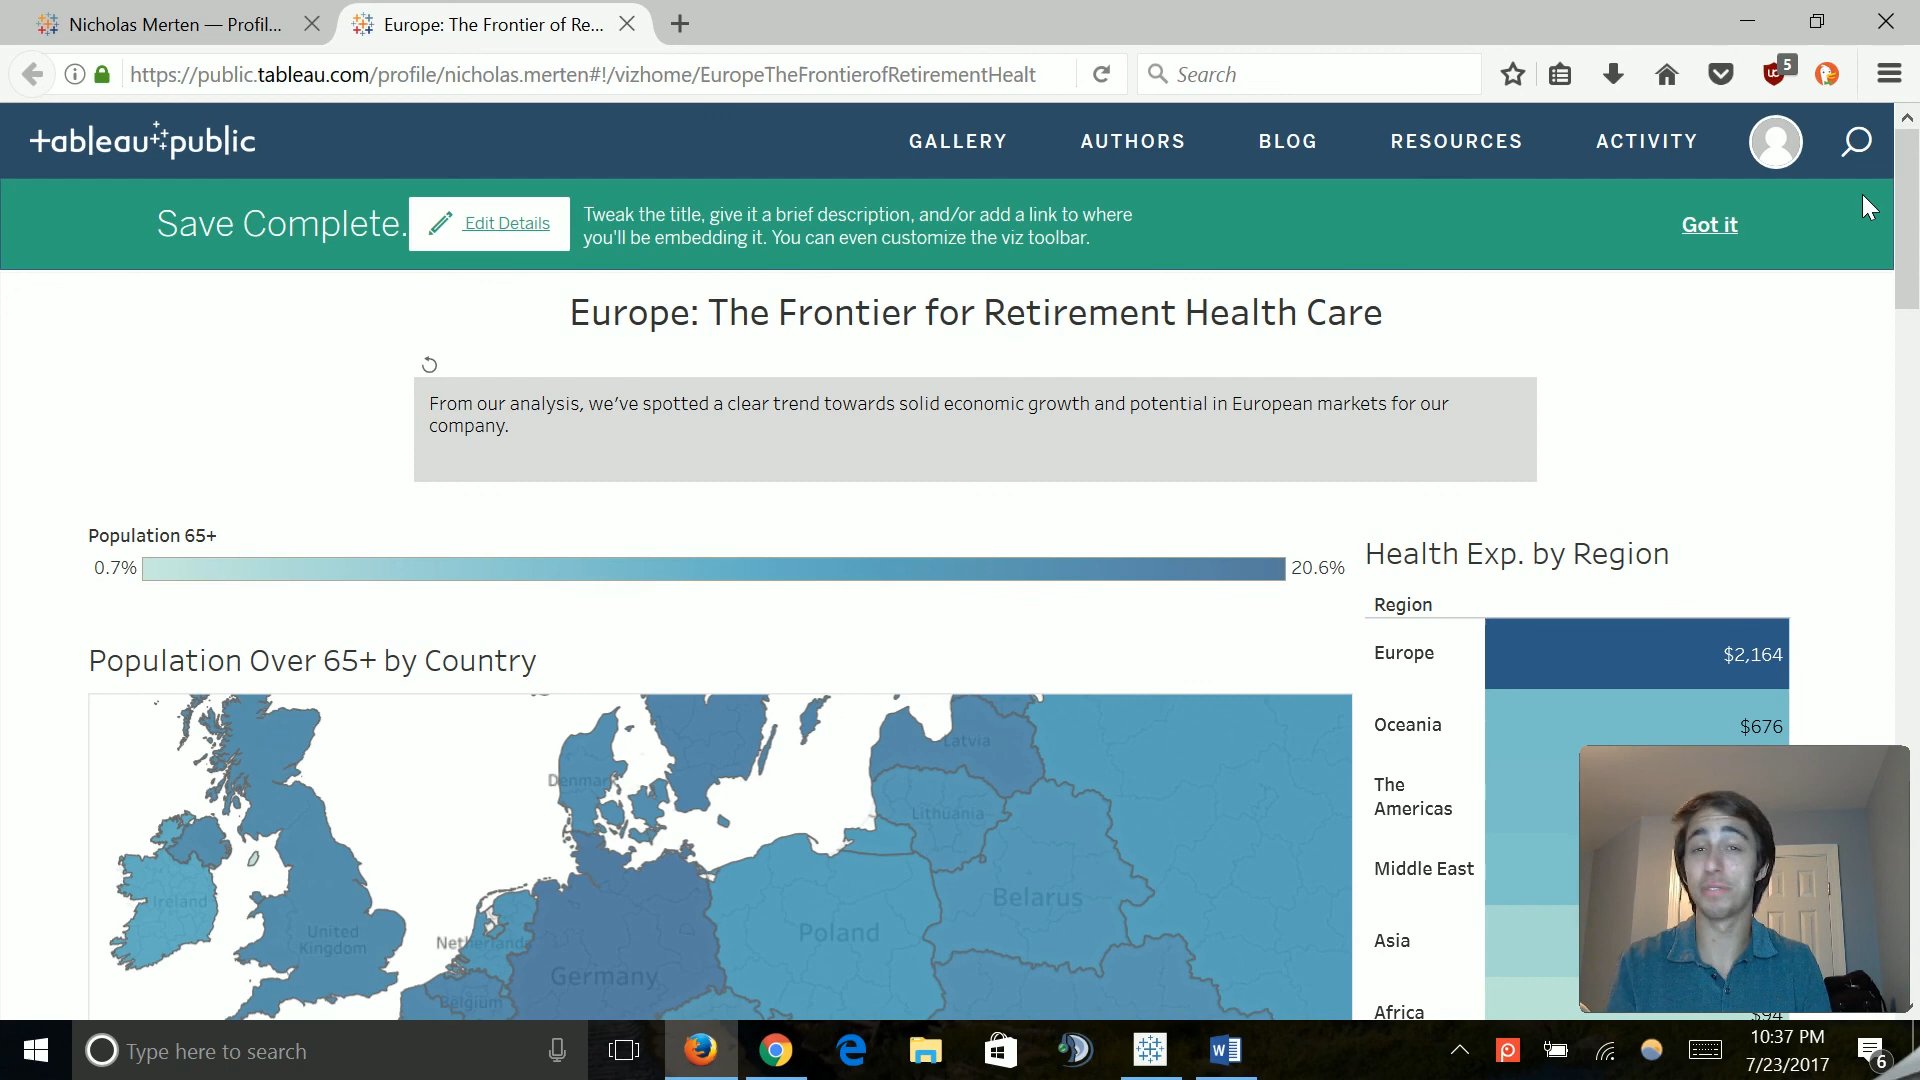 Nicholas Merten — Profil...
Europe: The Frontier of Re...
https://public.tableau.com/profile/nicholas.merten#!/vizhome/EuropeTheFrontierofRetirementHealt
Search
5
+ableau public
GALLERY
AUTHORS
BLOG
RESOURCES
ACTIVITY
Save Complete.
Edit Details
Tweak the title, give it a brief description, and/or add a link to where
you'll be embedding it. You can even customize the viz toolbar.
Got it
Europe: The Frontier for Retirement Health Care
From our analysis, we've spotted a clear trend towards solid economic growth and potential in European markets for our
company.
Population 65+
0.7%
20.6%
Health Exp. by Region
Region
Europe
$2,164
Oceania
$676
The
Americas
Middle East
Asia
Africa
$94
Population Over 65+ by Country
Latvia
Denmark
Lithuania
Ireland
United
Kingdom
Netherlands
Belarus
Poland
Germany
Belgium
Type here to search
10:37 PM
7/23/2017
6